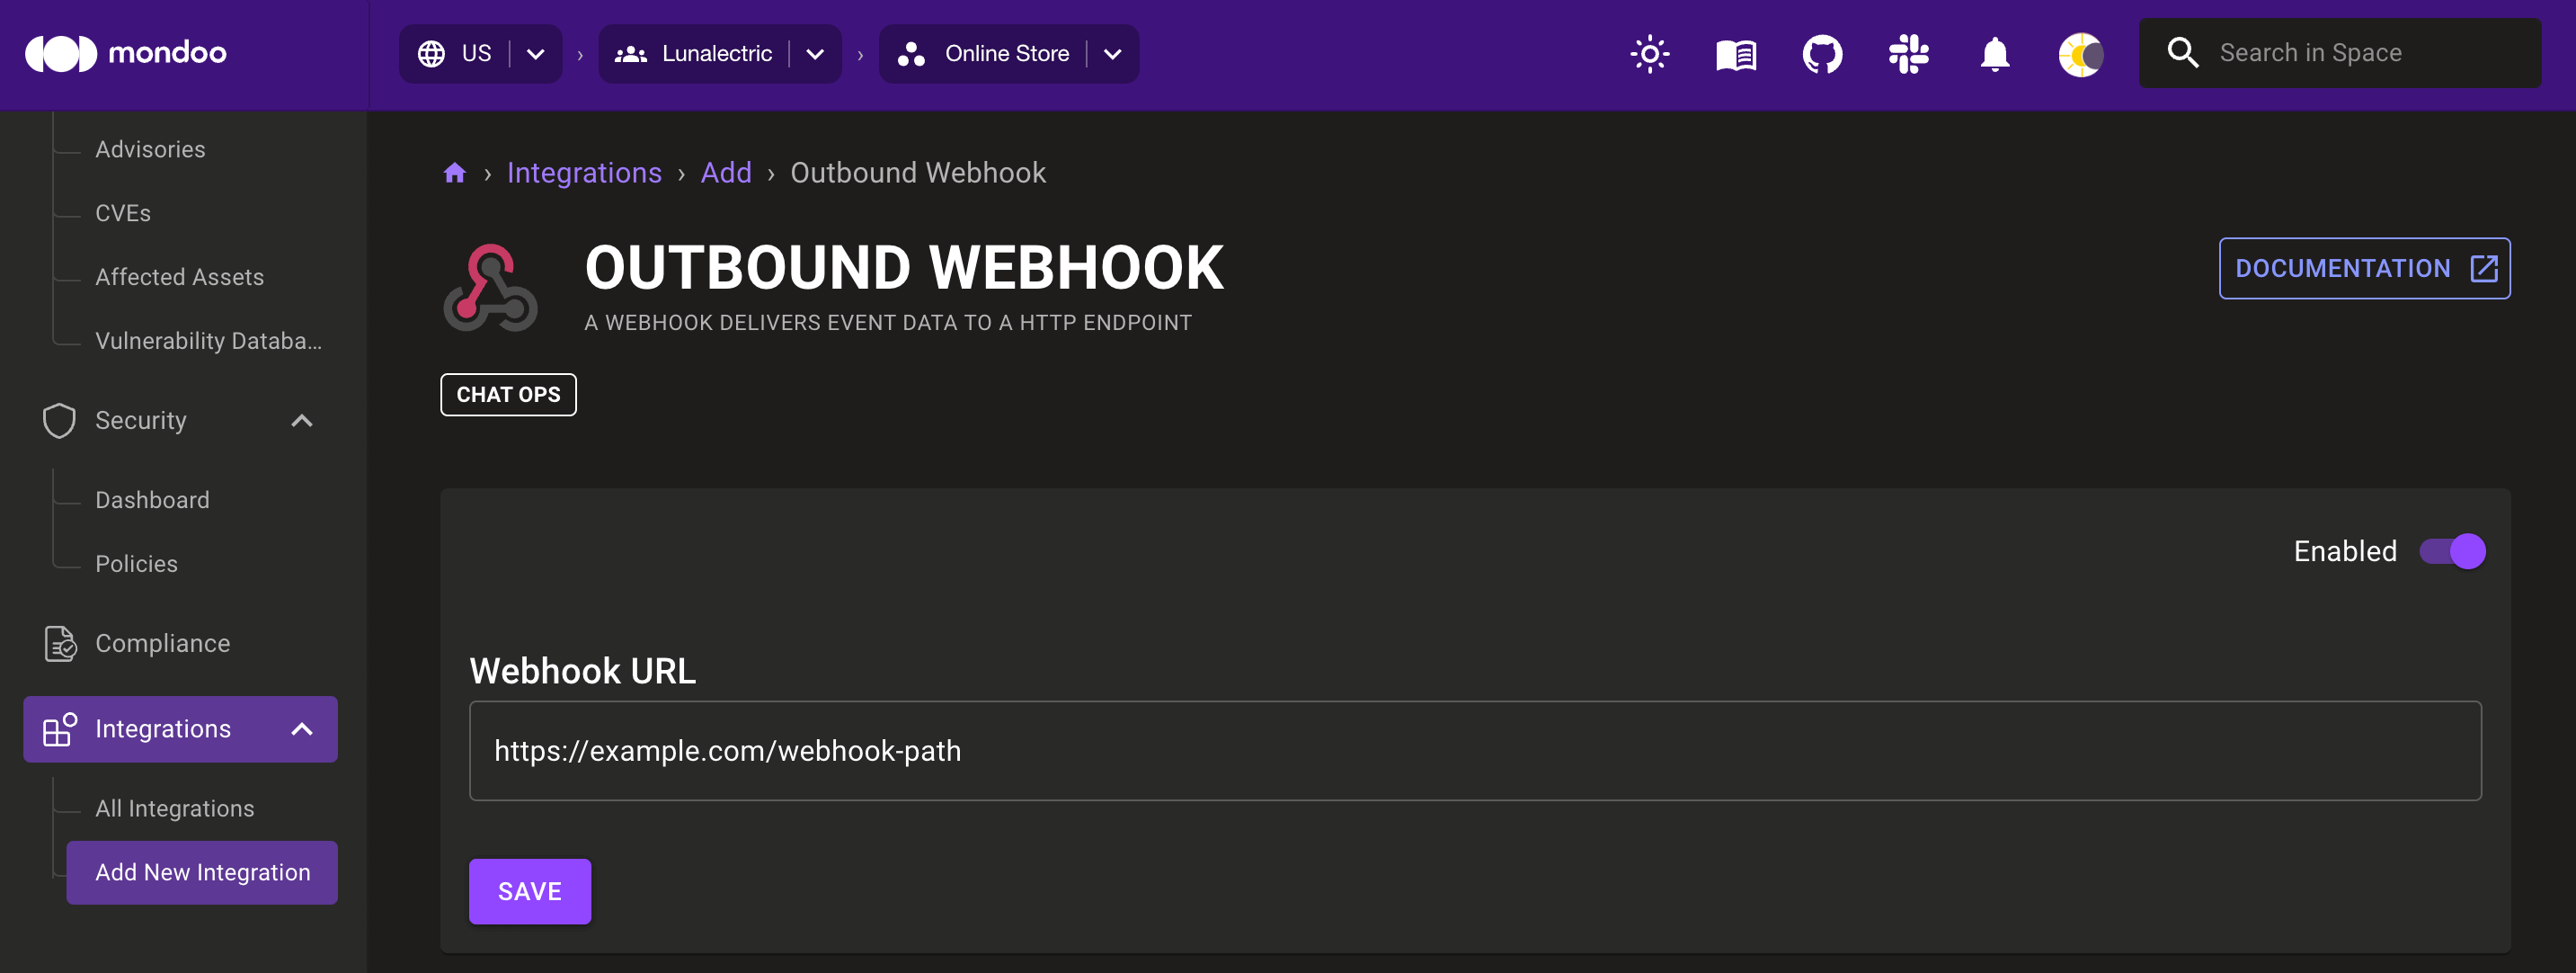 mondoo
US
Lunalectric
Online Store
Search in Space
Advisories
CVEs
Affected Assets
Vulnerability Databa...
Security
Dashboard
Policies
Compliance
Integrations
All Integrations
Add New Integration
› Integrations › Add › Outbound Webhook
OUTBOUND WEBHOOK
A WEBHOOK DELIVERS EVENT DATA TO A HTTP ENDPOINT
DOCUMENTATION
CHAT OPS
Enabled
Webhook URL
https://example.com/webhook-path
SAVE